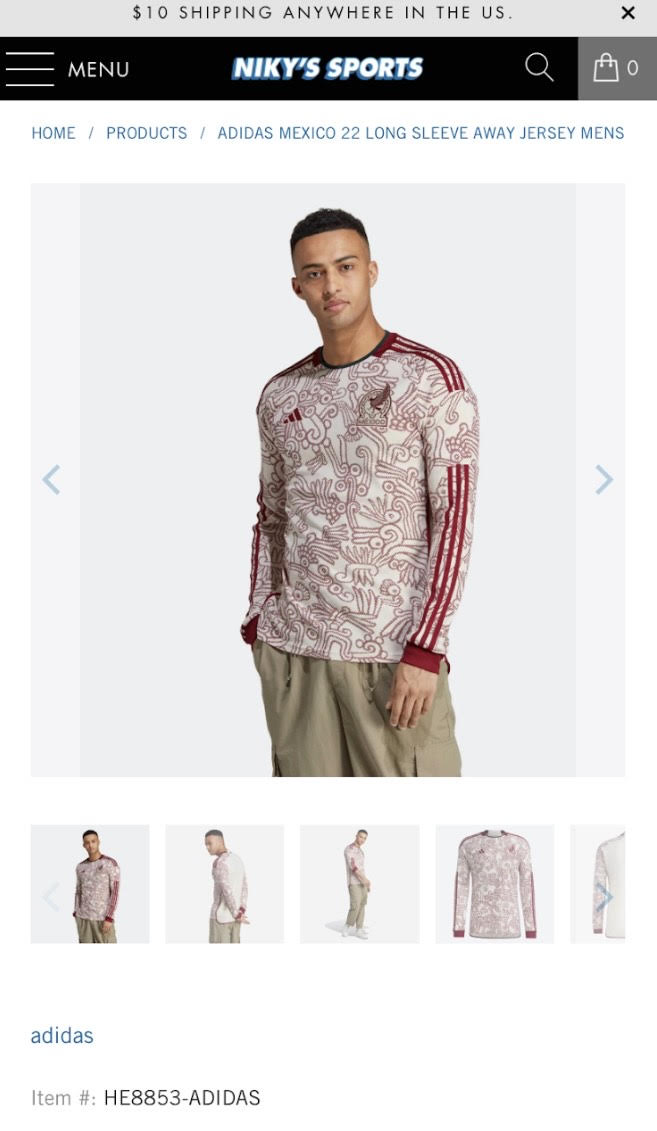 $10 SHIPPING ANYWHERE IN THE US.
MENU
NIKY'S SPORTS
0
HOME / PRODUCTS / ADIDAS MEXICO 22 LONG SLEEVE AWAY JERSEY MENS
adidas
Item #: HE8853-ADIDAS